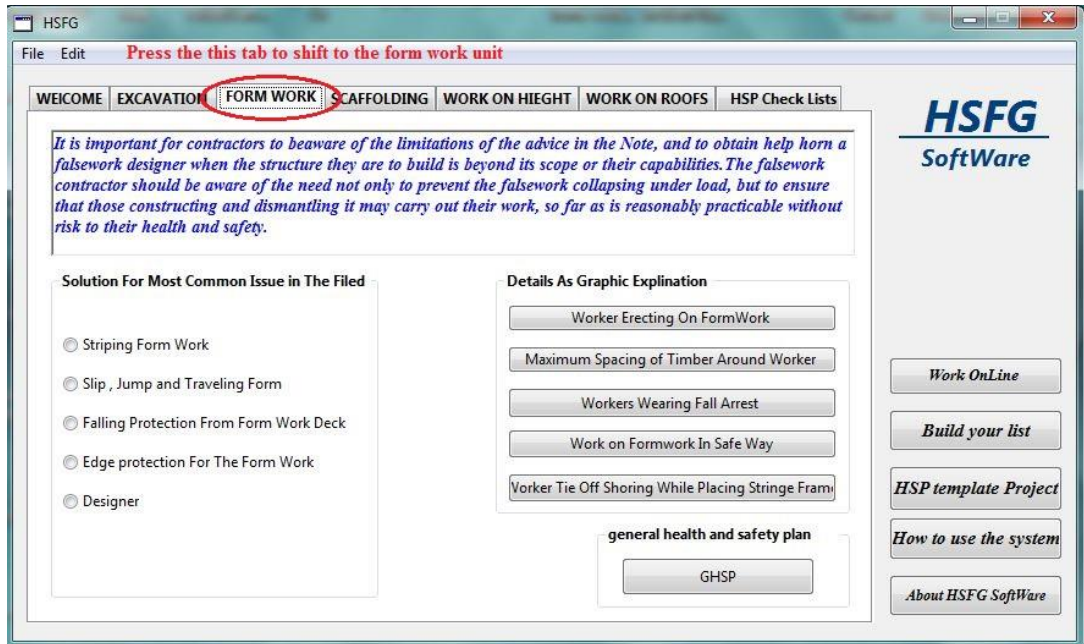 HSFG
File Edit Press the this tab to shift to the form work unit
WElCOME EXCAVATION FORM WORK SCAFFOLDING WORK ON HIEGHT WORK ON ROOFS HSP Check Lists
It is important for contractors to beaware of the limitations of the advice in the Note, and to obtain help horn a
falsework designer when the structure they are to build is beyond its scope or their capabilities.The falsework
contractor should be aware of the need not only to prevent the falsework collapsing under load, but to ensure
that those constructing and dismantling it may carry out their work, so far as is reasonably practicable without
risk to their health and safety.
HSFG
SoftWare
Solution For Most Common Issue in The Filed
Striping Form Work
Slip , Jump and Traveling Form
Falling Protection From Form Work Deck
Edge protection For The Form Work
Designer
Details As Graphic Explination
Worker Erecting On FormWork
Maximum Spacing of Timber Around Worker
Workers Wearing Fall Arrest
Work on Formwork In Safe Way
Vorker Tie Off Shoring While Placing Stringe Fram
general health and safety plan
GHSP
Work OnLine
Build your list
HSP template Project
How to use the system
About HSFG SoftWare